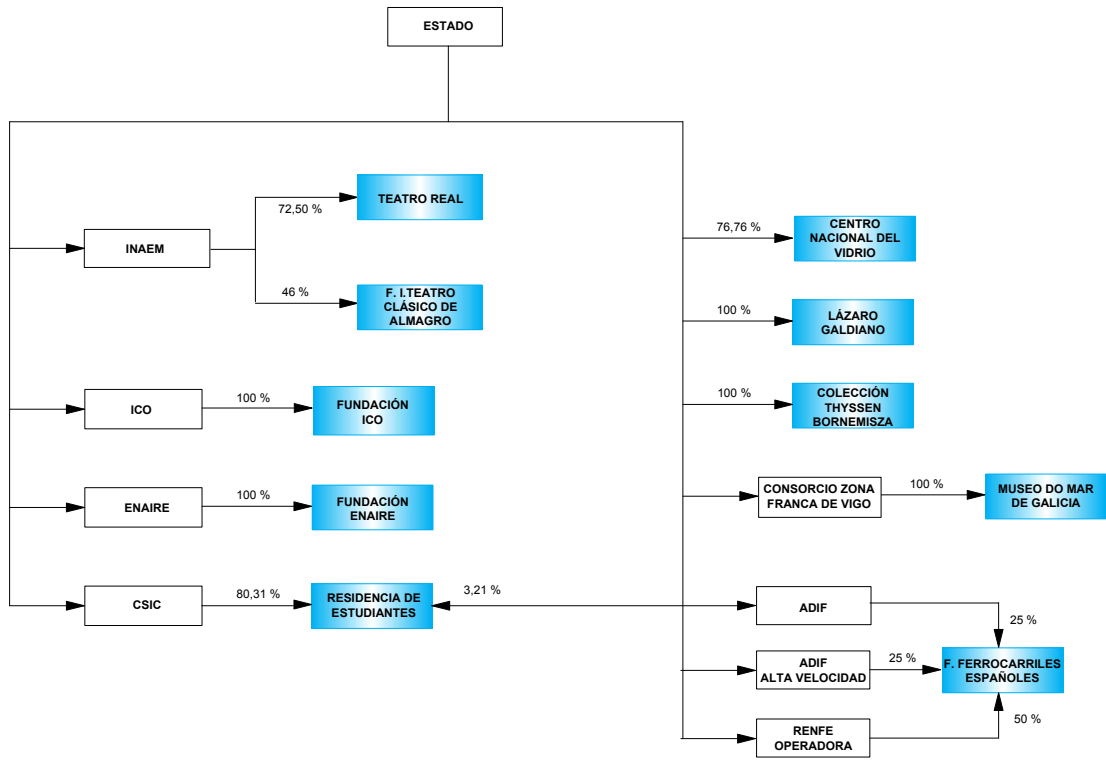 ESTADO
TEATRO REAL
72,50 %
INAEM
46 %
F. I.TEATRO
CLÁSICO DE
ALMAGRO
76,76 %
CENTRO
NACIONAL DEL
VIDRIO
100 %
LÁZARO
GALDIANO
100 %
COLECCIÓN
THYSSEN
BORNEMISZA
ICO
100 %
FUNDACIÓN
ICO
ENAIRE
100 %
FUNDACIÓN
ENAIRE
CONSORCIO ZONA
FRANCA DE VIGO
100 %
MUSEO DO MAR
DE GALICIA
CSIC
80,31 %
RESIDENCIA DE
ESTUDIANTES
3,21 %
ADIF
25 %
ADIF
ALTA VELOCIDAD
25 %
F. FERROCARRILES
ESPAÑOLES
RENFE
OPERADORA
50 %